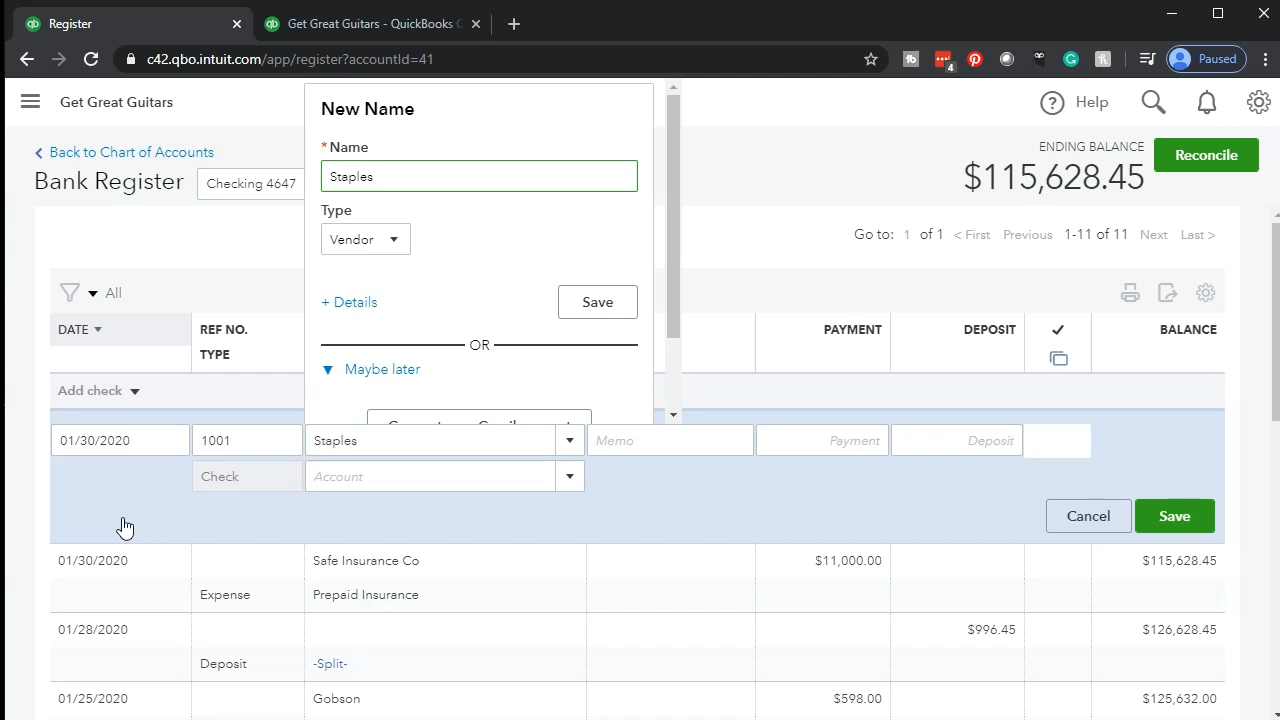 Register
Get Great Guitars - QuickBooks
c42.qbo.intuit.com/app/register?accountId=41
4
Paused
Get Great Guitars
Help
Back to Chart of Accounts
Bank Register
Checking 4647
ENDING BALANCE
$115,628.45
Reconcile
New Name
*Name
Staples
Type
Vendor
+ Details
Save
OR
Maybe later
Go to: 1 of 1 < First Previous 1-11 of 11 Next Last >
All
DATE
REF NO.
TYPE
PAYMENT
DEPOSIT
BALANCE
Add check
01/30/2020 1001 Staples Memo Payment Deposit
Check Account
Cancel Save
01/30/2020 Safe Insurance Co $11,000.00 $115,628.45
Expense Prepaid Insurance
01/28/2020 $996.45 $126,628.45
Deposit -Split-
01/25/2020 Gobson $598.00 $125,632.00